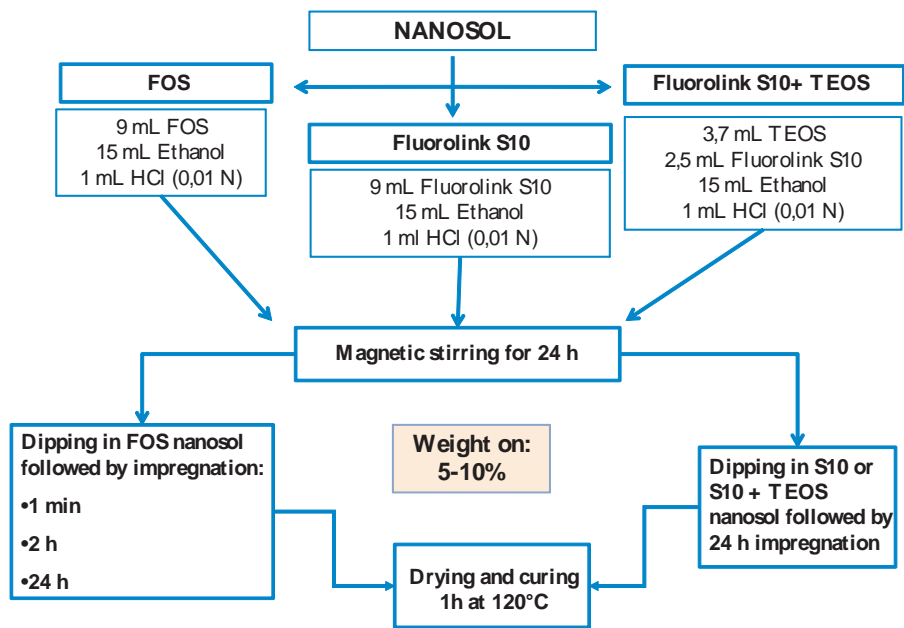 NANOSOL
FOS
Fluorolink S10+ TEOS
9 mL FOS
15 mL Ethanol
1 mL HCl (0,01 N)
Fluorolink S10
3,7 mL TEOS
2,5 mL Fluorolink S10
15 mL Ethanol
1 mL HCl (0,01 N)
9 mL Fluorolink S10
15 mL Ethanol
1 ml HCl (0,01 N)
Magnetic stirring for 24 h
Dipping in FOS nanosol
followed by impregnation:
•1 min
•2 h
•24 h
Weight on:
5-10%
Dipping in S10 or
S10 + TEOS
nanosol followed by
24 h impregnation
Drying and curing
1h at 120°C